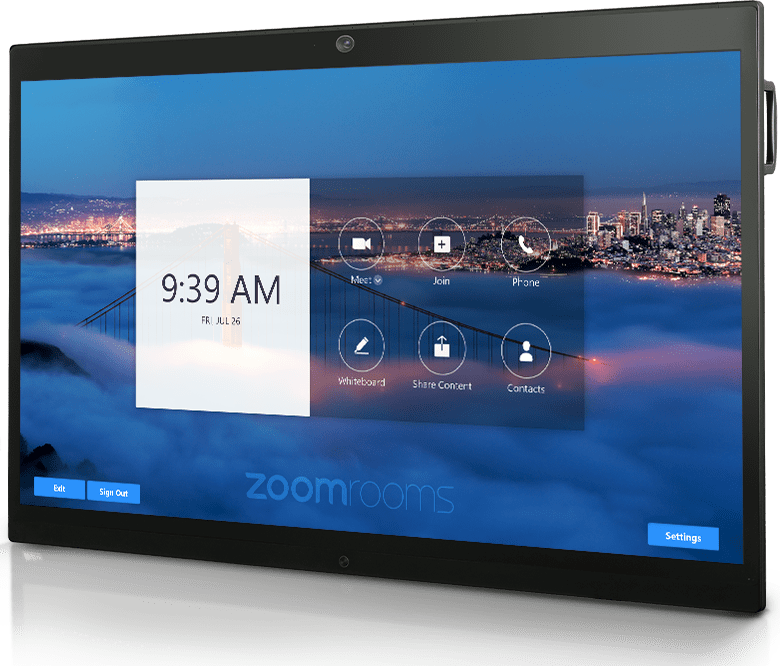 9:39 AM
FRI, JUL 26
Meet
Join
Phone
Whiteboard
Share Content
Contacts
Exit
Sign Out
zoomrooms
Settings